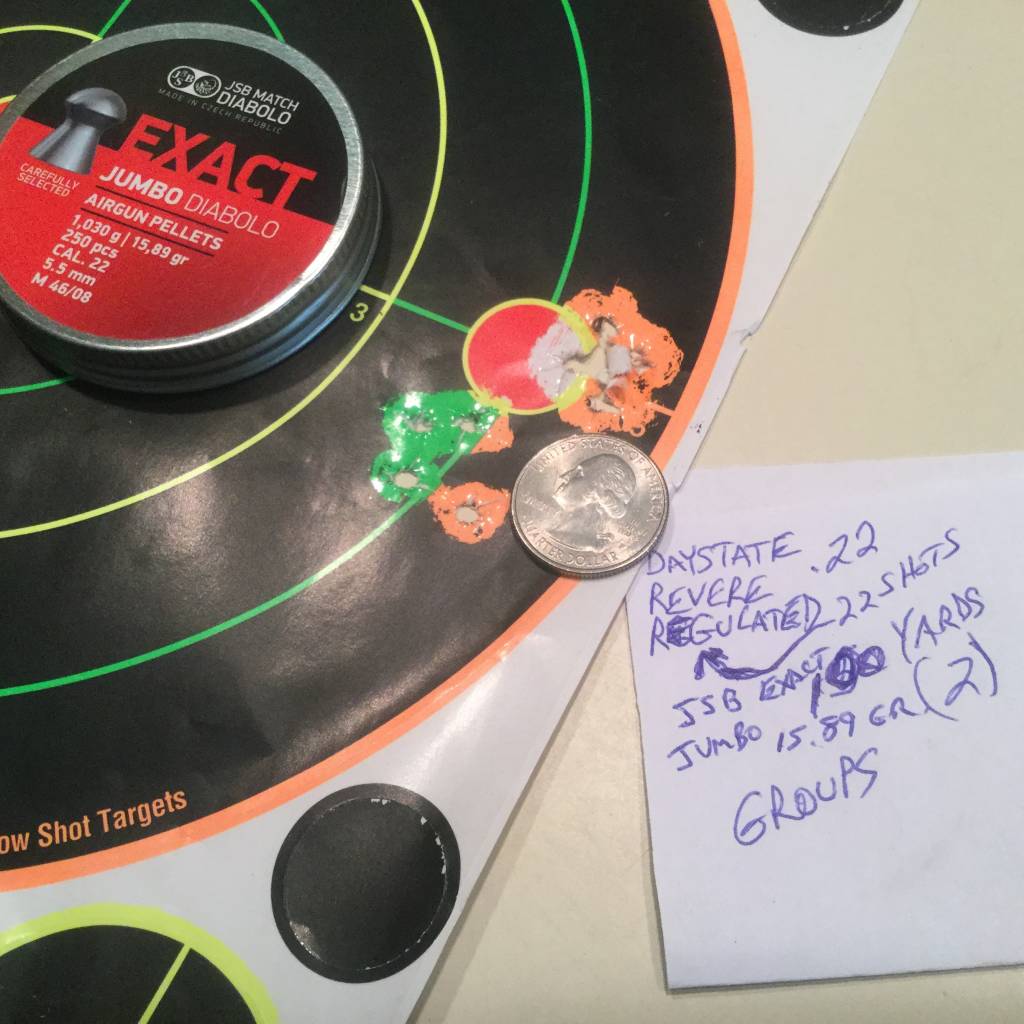 JSB
JSB MATCH
DIABOLO
MADE IN CZECH REPUBLIC
EXACT
CAREFULLY
SELECTED
JUMBO DIABOLO
AIRGUN PELLETS
1,030 g | 15,89 gr
250 pcs
CAL. 22
5.5 mm
M 46/08
3
UNITED STATES OF AMERICA
QUARTER DOLLAR
DAYSTATE .22
REVERE
REGULATED 22 SHOTS
JSB EXACT 100 YARDS
JUMBO 15.89 GR (2)
GROUPS
ow Shot Targets